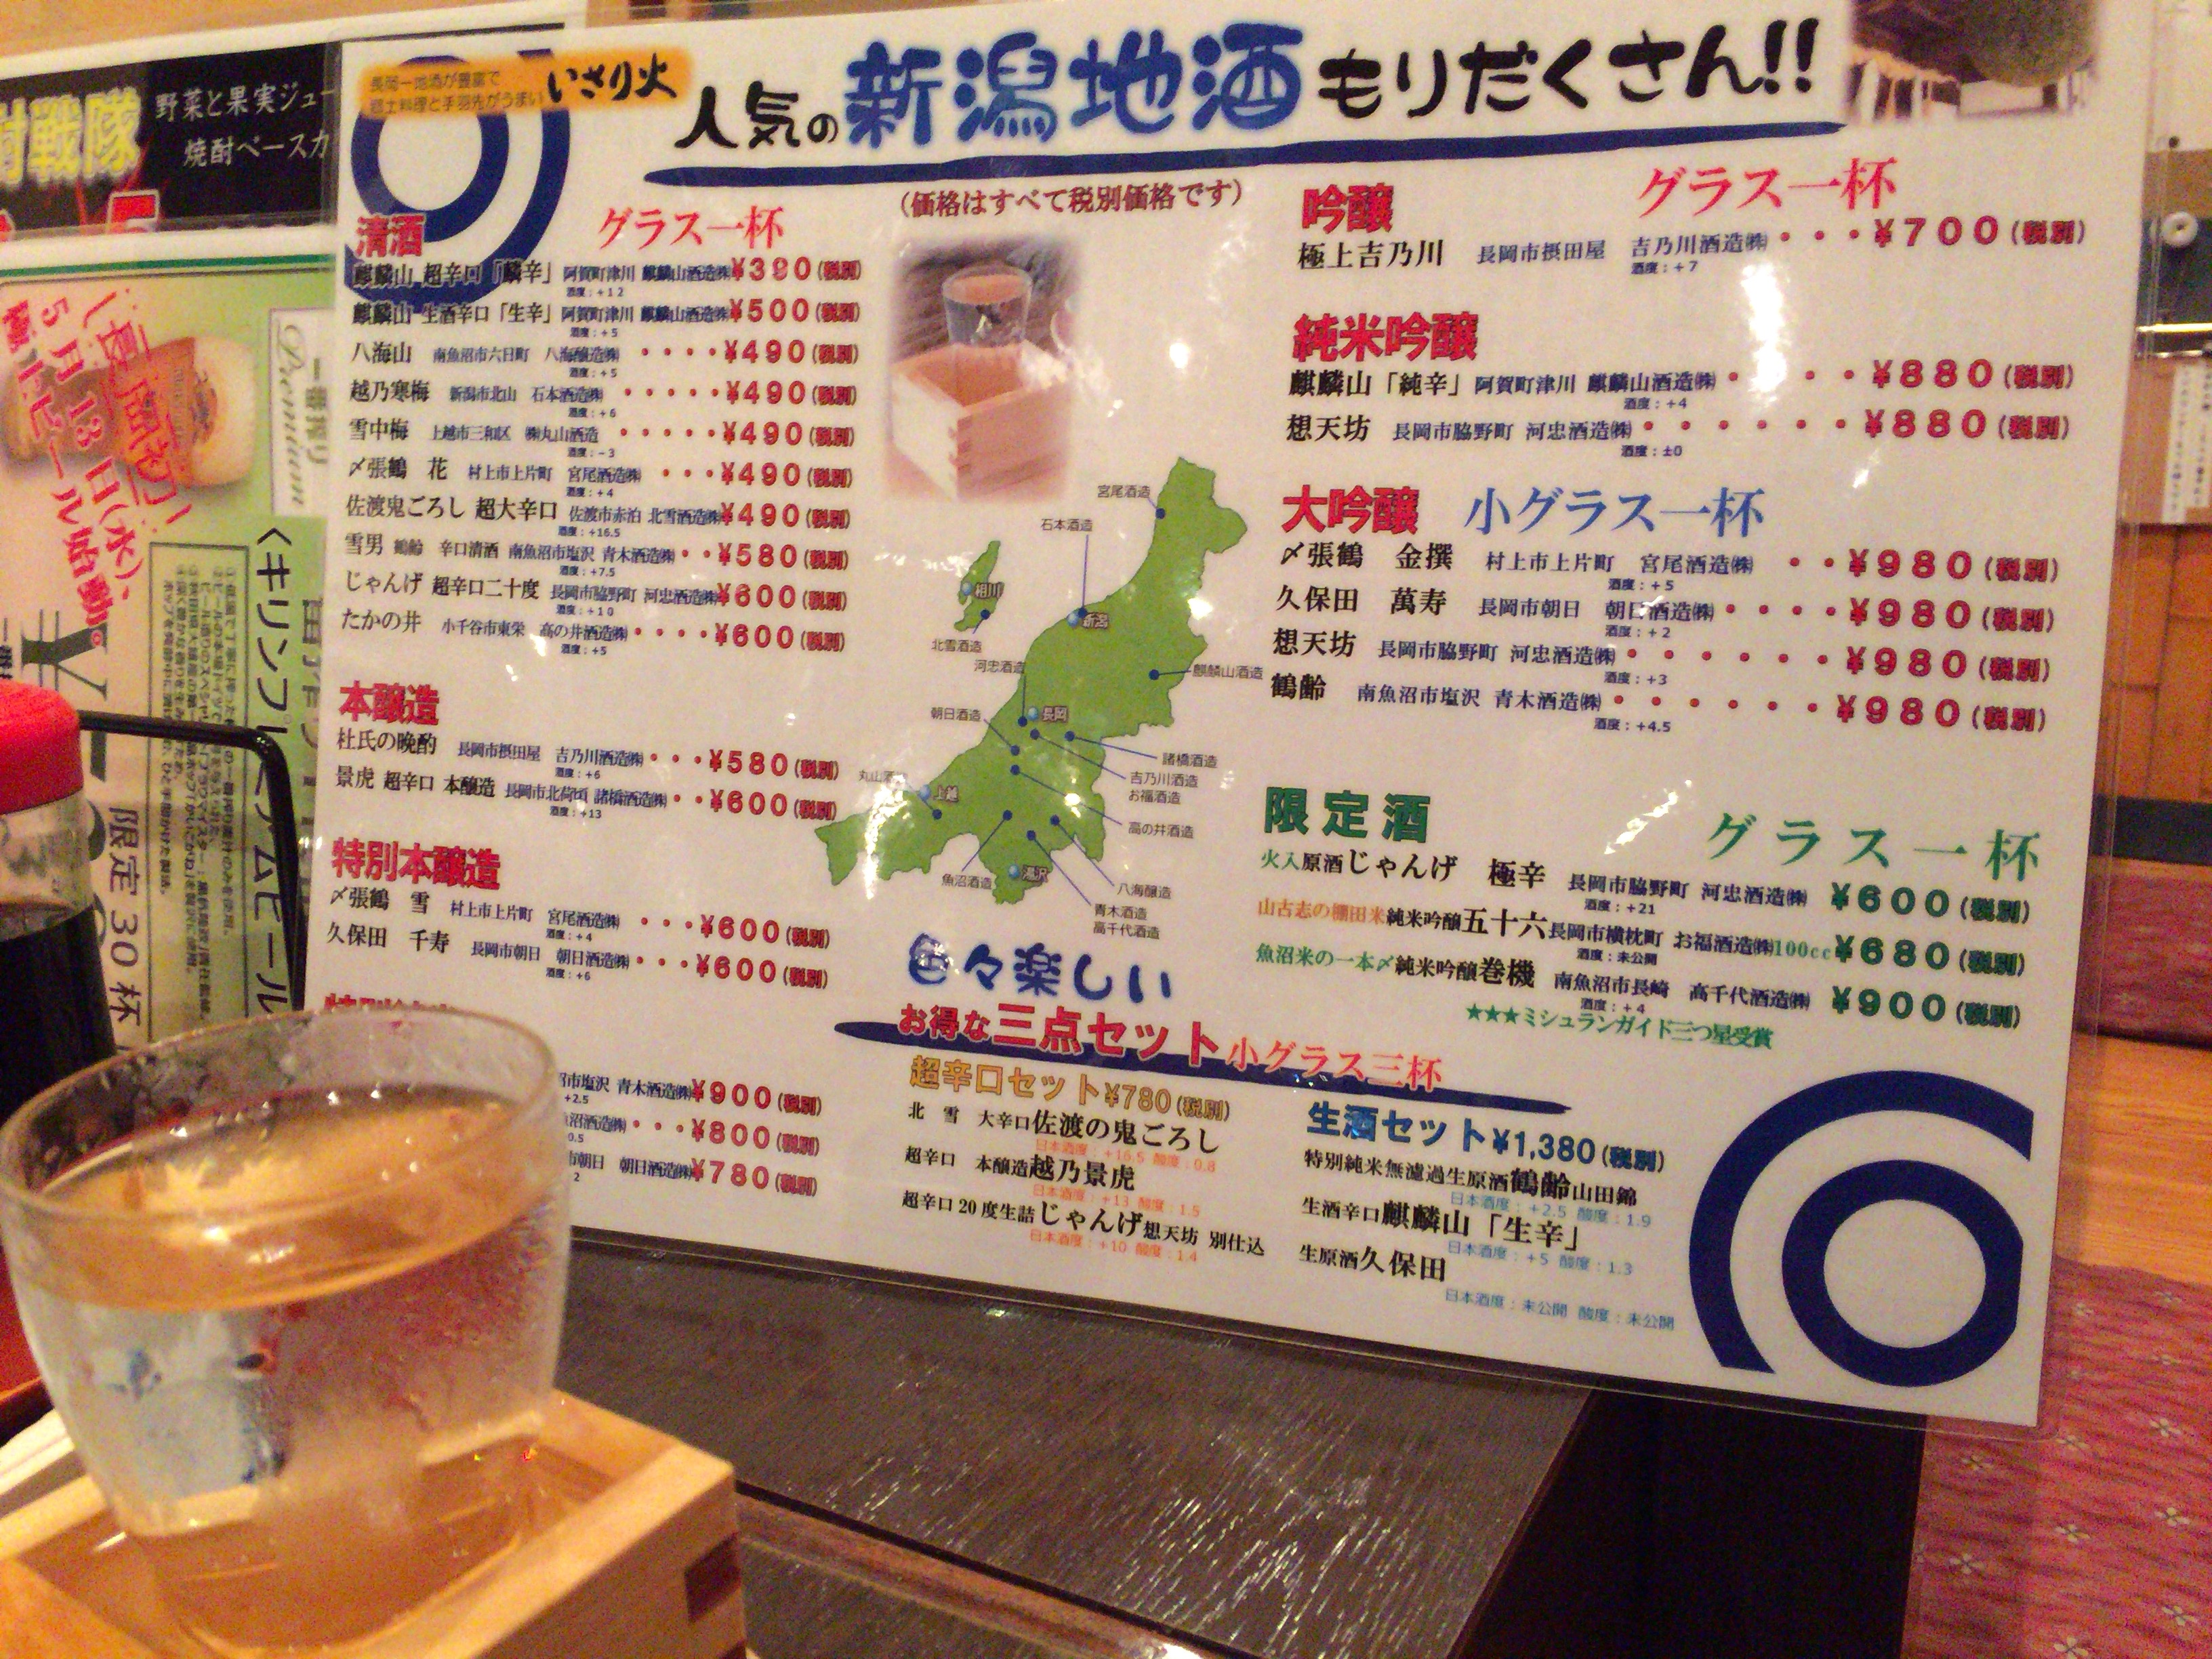 長岡一地酒が豊富で
郷土料理と手羽先がうまい
いさり火
人気の新潟地酒もりだくさん!!
(価格はすべて税別価格です)
清酒 グラス一杯
麒麟山 超辛口「麟辛」 阿賀町津川 麒麟山酒造㈱ ¥390(税別)
酒度：+12
麒麟山 生酒辛口「生辛」 阿賀町津川 麒麟山酒造㈱ ¥500(税別)
酒度：+5
八海山 南魚沼市六日町 八海醸造㈱ ・・・・¥490(税別)
酒度：+5
越乃寒梅 新潟市北山 石本酒造㈱ ・・・・・¥490(税別)
酒度：+6
雪中梅 上越市三和区 ㈱丸山酒造 ・・・・・¥490(税別)
酒度：−3
〆張鶴 花 村上市上片町 宮尾酒造㈱ ・・・¥490(税別)
酒度：+4
佐渡鬼ごろし 超大辛口 佐渡市赤泊 北雪酒造㈱ ¥490(税別)
酒度：+16.5
雪男 鶴齢 辛口清酒 南魚沼市塩沢 青木酒造㈱・・¥580(税別)
酒度：+7.5
じゃんげ 超辛口二十度 長岡市脇野町 河忠酒造㈱ ¥600(税別)
酒度：+10
たかの井 小千谷市東栄 高の井酒造㈱・・・・¥600(税別)
酒度：+5
本醸造
杜氏の晩酌 長岡市摂田屋 吉乃川酒造㈱・・・¥580(税別)
酒度：+6
景虎 超辛口 本醸造 長岡市北荷頃 諸橋酒造㈱・・¥600(税別)
酒度：+13
特別本醸造
〆張鶴 雪 村上市上片町 宮尾酒造㈱ ・・・¥600(税別)
酒度：+4
久保田 千寿 長岡市朝日 朝日酒造㈱・・・¥600(税別)
酒度：+6
市塩沢 青木酒造㈱ ¥900(税別)
+2.5
沼酒造㈱・・・¥800(税別)
0.5
朝日 朝日酒造㈱ ¥780(税別)
2
宮尾酒造
石本酒造
相川
新潟
北雪酒造
河忠酒造
麒麟山酒造
朝日酒造
長岡
諸橋酒造
吉乃川酒造
お福酒造
丸山酒
上越
高の井酒造
魚沼酒造
湯沢
八海醸造
青木酒造
高千代酒造
吟醸 グラス一杯
極上吉乃川 長岡市摂田屋 吉乃川酒造㈱・・・・¥700(税別)
酒度：+7
純米吟醸
麒麟山「純辛」 阿賀町津川 麒麟山酒造㈱・・・・¥880(税別)
酒度：+4
想天坊 長岡市脇野町 河忠酒造㈱・・・・・・・¥880(税別)
酒度：±0
大吟醸 小グラス一杯
〆張鶴 金撰 村上市上片町 宮尾酒造㈱ ・・¥980(税別)
酒度：+5
久保田 萬寿 長岡市朝日 朝日酒造㈱・・・・¥980(税別)
酒度：+2
想天坊 長岡市脇野町 河忠酒造㈱・・・・・・¥980(税別)
酒度：+3
鶴齢 南魚沼市塩沢 青木酒造㈱・・・・・・¥980(税別)
酒度：+4.5
限定酒 グラス一杯
火入原酒じゃんげ 極辛 長岡市脇野町 河忠酒造㈱ ¥600(税別)
酒度：+21
山古志の棚田米純米吟醸五十六 長岡市横枕町 お福酒造㈱100cc ¥680(税別)
酒度：未公開
魚沼米の一本〆純米吟醸巻機 南魚沼市長崎 高千代酒造㈱ ¥900(税別)
酒度：+4
★★★ミシュランガイド三つ星受賞
色々楽しい
お得な三点セット小グラス三杯
超辛口セット¥780(税別)
北 雪 大辛口佐渡の鬼ごろし
日本酒度：+16.5 酸度：0.8
超辛口 本醸造越乃景虎
日本酒度：+13 酸度：1.5
超辛口20度生詰じゃんげ想天坊 別仕込
日本酒度：+10 酸度：1.4
生酒セット¥1,380(税別)
特別純米無濾過生原酒鶴齢山田錦
日本酒度：+2.5 酸度：1.9
生酒辛口麒麟山「生辛」
日本酒度：+5 酸度：1.3
生原酒久保田
日本酒度：未公開 酸度：未公開
討戦隊
野菜と果実ジュー
焼酎ベースカ
長岡初
5月13日(水)、
極上ビール始動。
一番搾り
Premium
限定30杯